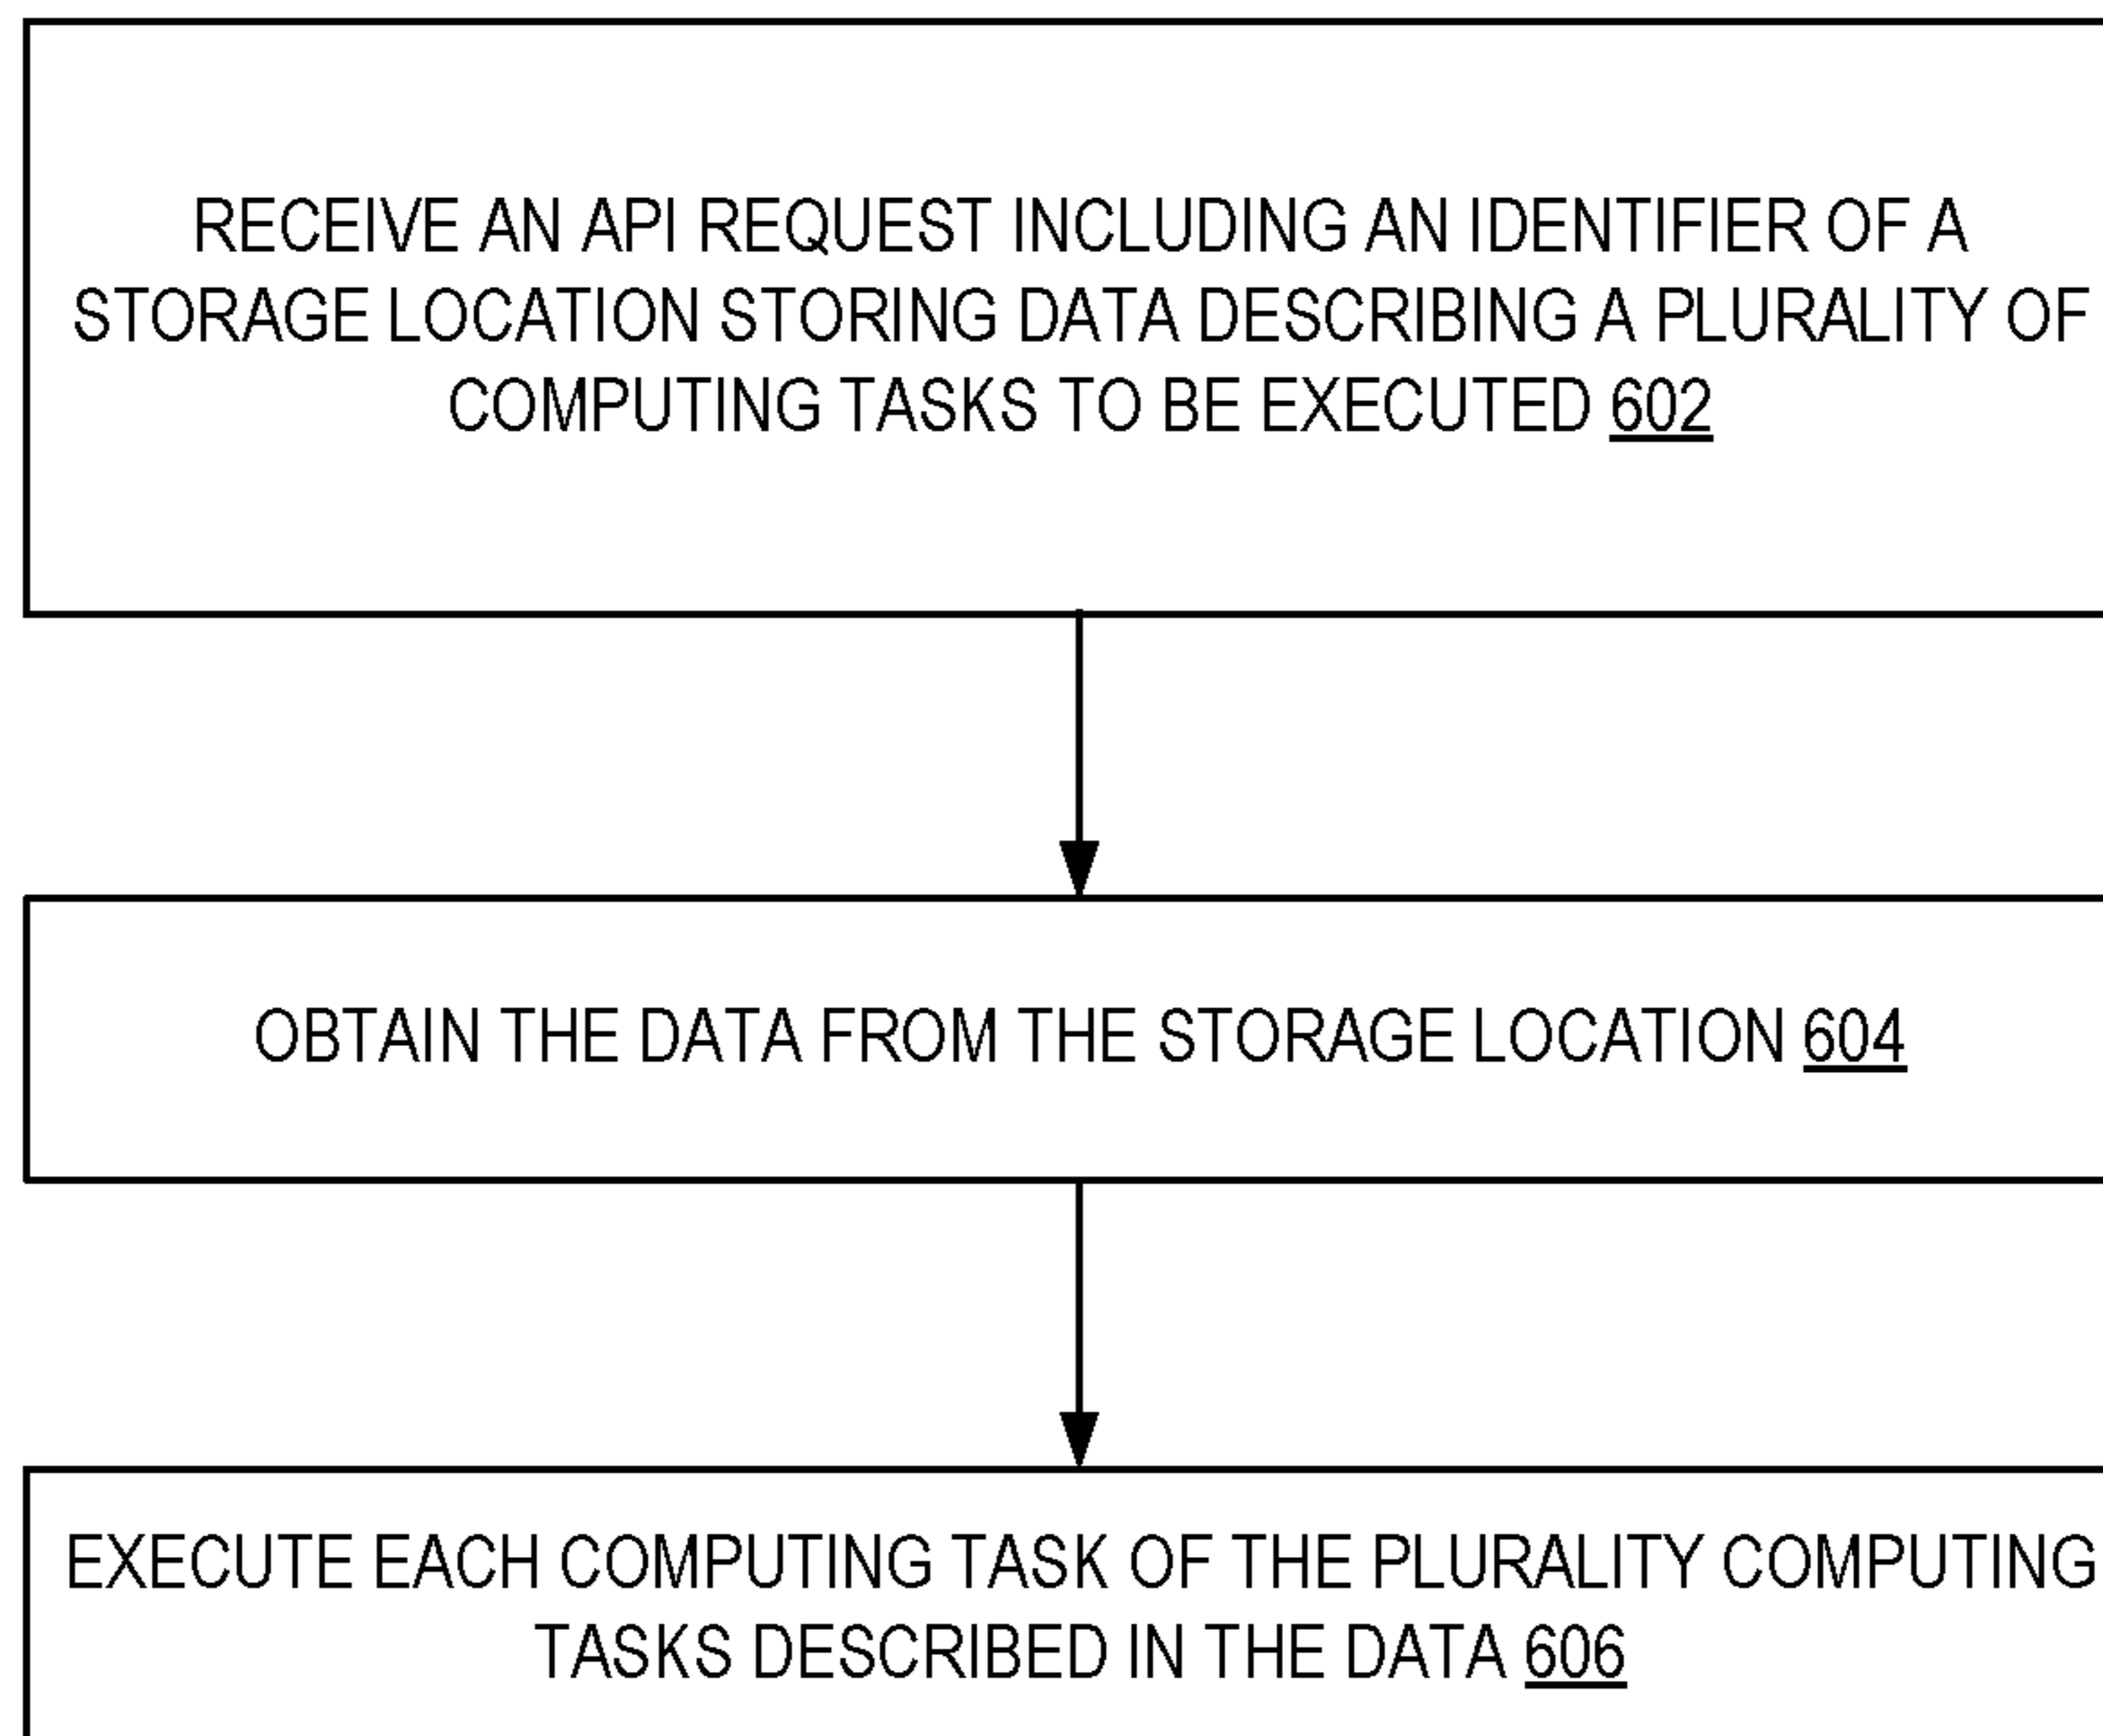 RECEIVE AN API REQUEST INCLUDING AN IDENTIFIER OF A
STORAGE LOCATION STORING DATA DESCRIBING A PLURALITY OF
COMPUTING TASKS TO BE EXECUTED 602
OBTAIN THE DATA FROM THE STORAGE LOCATION 604
EXECUTE EACH COMPUTING TASK OF THE PLURALITY COMPUTING
TASKS DESCRIBED IN THE DATA 606